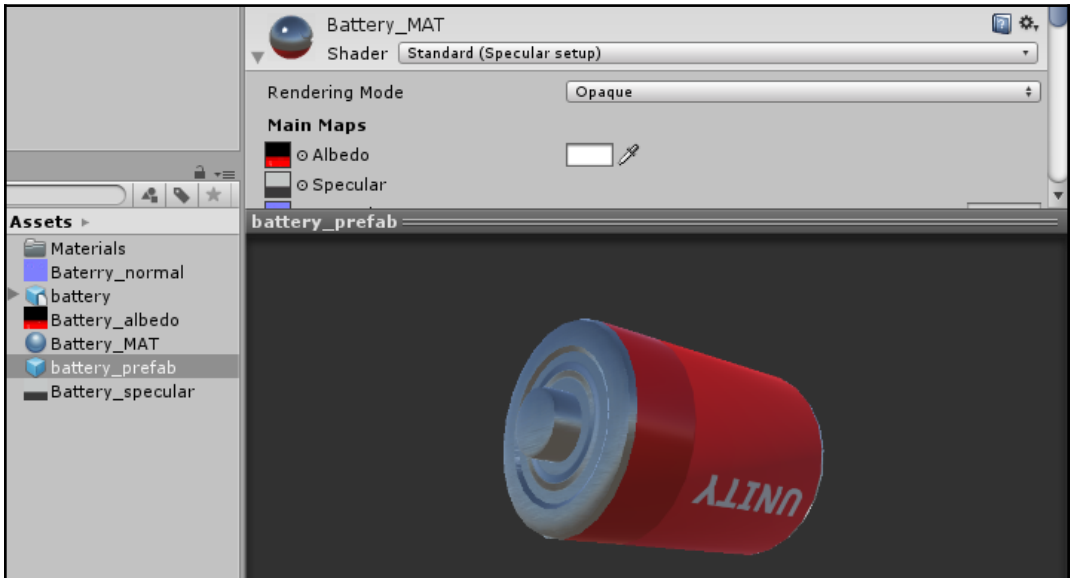 Battery_MAT
Shader Standard (Specular setup)
Rendering Mode Opaque
Main Maps
Albedo
Specular
Assets
Materials
Baterry_normal
battery
Battery_albedo
Battery_MAT
battery_prefab
Battery_specular
battery_prefab
UNITY